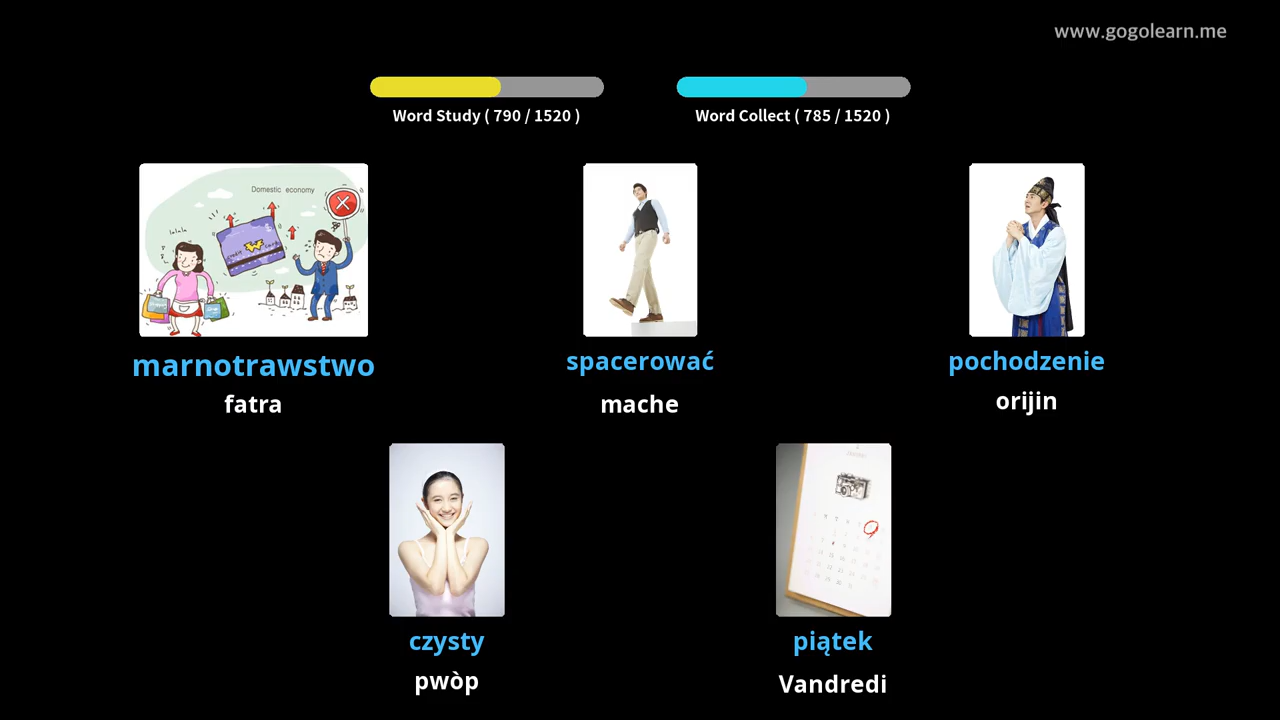 www.gogolearn.me
Word Study ( 790 / 1520 )
Word Collect ( 785 / 1520 )
Domestic economy
lalala
marnotrawstwo
fatra
spacerować
mache
pochodzenie
orijin
czysty
pwòp
piątek
Vandredi